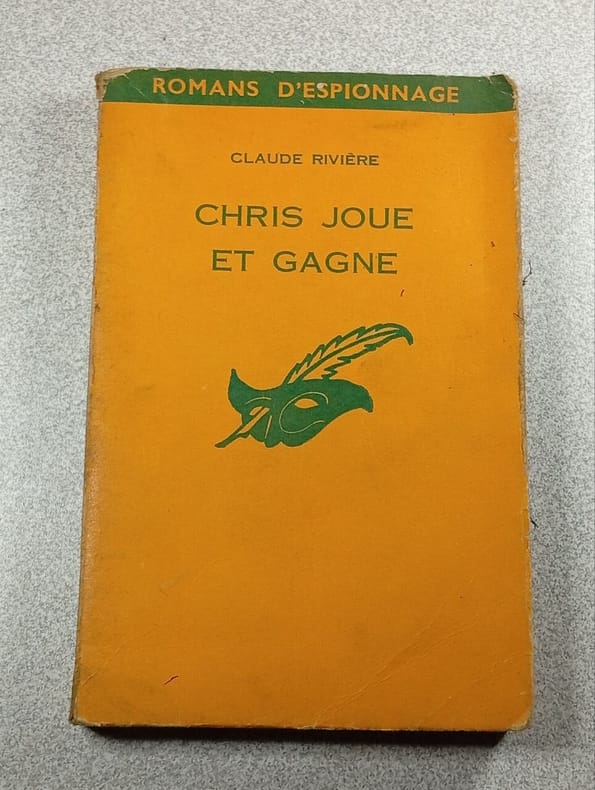 ROMANS D'ESPIONNAGE
CLAUDE RIVIÈRE
CHRIS JOUE
ET GAGNE